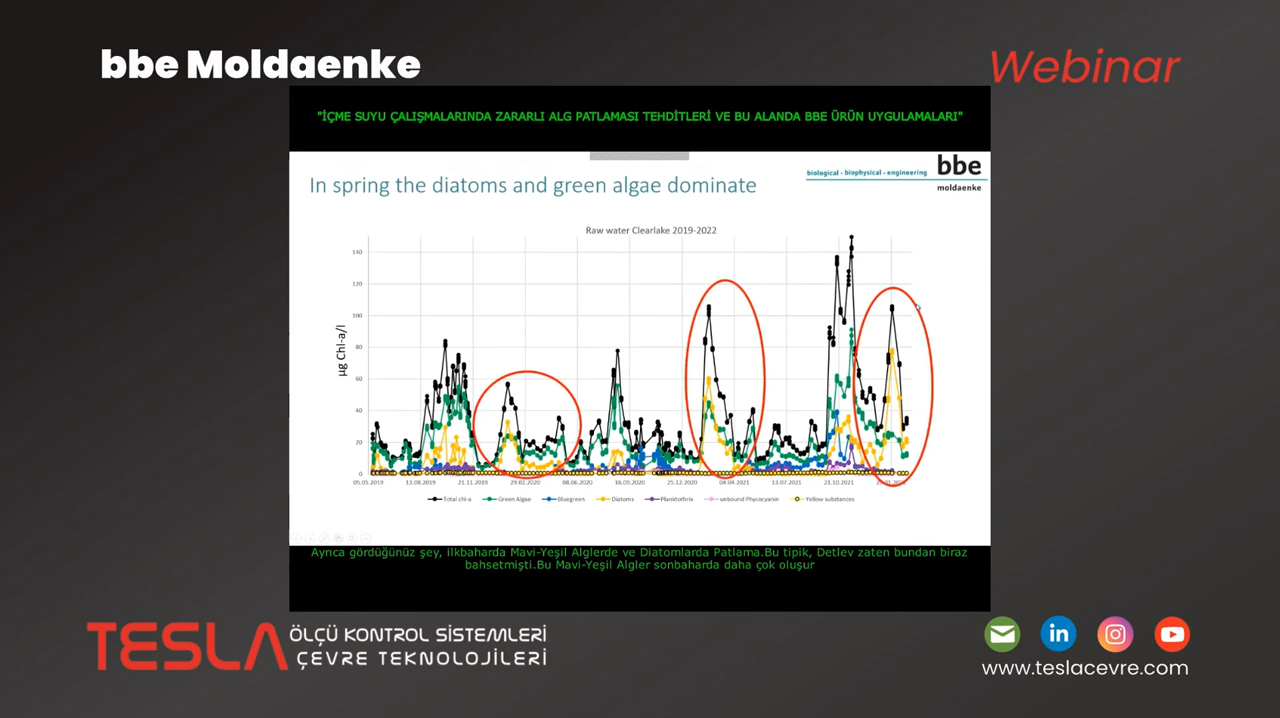 bbe Moldaenke
Webinar
"İÇME SUYU ÇALIŞMALARINDA ZARARLI ALG PATLAMASI TEHDİTLERİ VE BU ALANDA BBE ÜRÜN UYGULAMALARI"
In spring the diatoms and green algae dominate
biological - biophysical - engineering
bbe
moldaenke
Raw water Clearlake 2019-2022
µg Chl-a/l
140
120
100
80
60
40
20
0
05.05.2019 13.08.2019 21.11.2019 29.02.2020 08.06.2020 16.09.2020 25.12.2020 04.04.2021 13.07.2021 21.10.2021
Total chl-a Green Algae Bluegreen Diatoms Planktothrix unbound Phycocyanin Yellow substances
Ayrıca gördüğünüz şey, ilkbaharda Mavi-Yeşil Alglerde ve Diatomlarda Patlama.Bu tipik, Detlev zaten bundan biraz
bahsetmişti.Bu Mavi-Yeşil Algler sonbaharda daha çok oluşur
TESLA
ÖLÇÜ KONTROL SİSTEMLERİ
ÇEVRE TEKNOLOJİLERİ
in
www.teslacevre.com